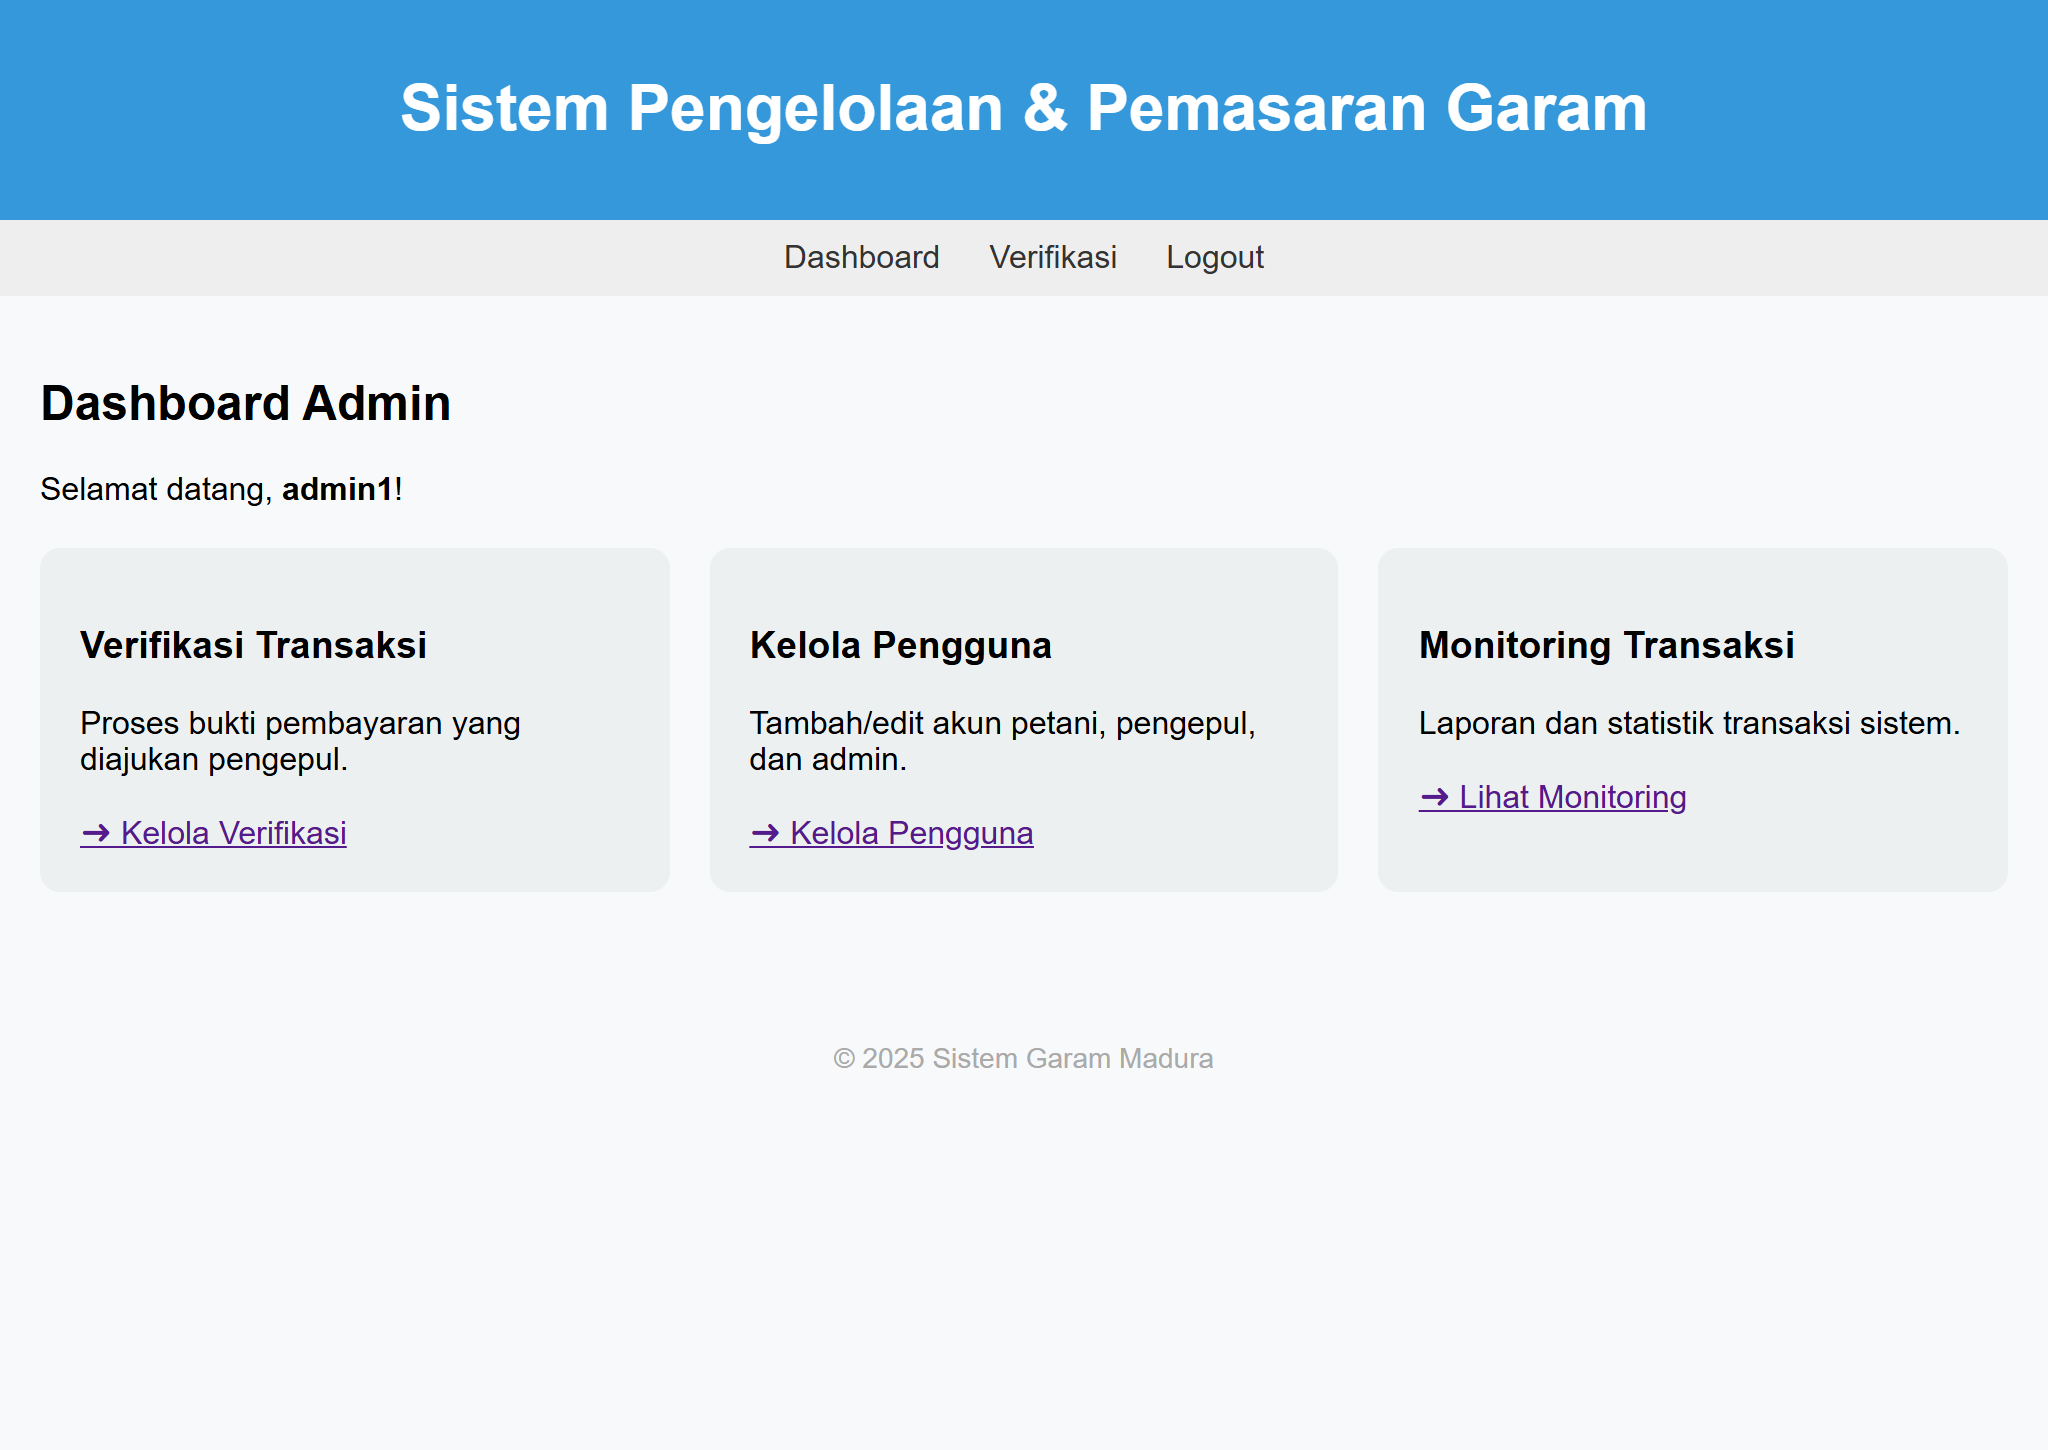 Sistem Pengelolaan & Pemasaran Garam
Dashboard Verifikasi Logout
Dashboard Admin
Selamat datang, admin1!
Verifikasi Transaksi
Proses bukti pembayaran yang
diajukan pengepul.
➜ Kelola Verifikasi
Kelola Pengguna
Tambah/edit akun petani, pengepul,
dan admin.
➜ Kelola Pengguna
Monitoring Transaksi
Laporan dan statistik transaksi sistem.
➜ Lihat Monitoring
© 2025 Sistem Garam Madura